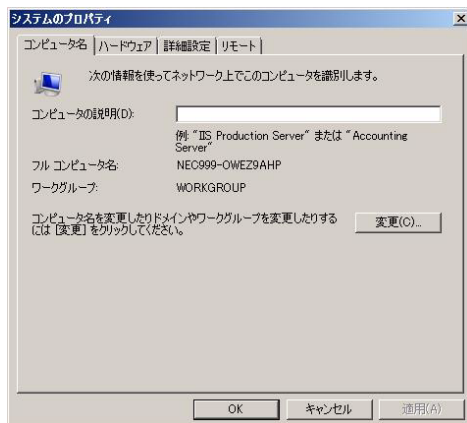 システムのプロパティ
コンピュータ名 ハードウェア 詳細設定 リモート
次の情報を使ってネットワーク上でこのコンピュータを識別します。
コンピュータの説明(D):
例: "IIS Production Server" または "Accounting
Server"
フル コンピュータ名: NEC999-OWEZ9AHP
ワークグループ: WORKGROUP
コンピュータ名を変更したりドメインやワークグループを変更したりする
には [変更] をクリックしてください。
変更(C)...
OK キャンセル 適用(A)